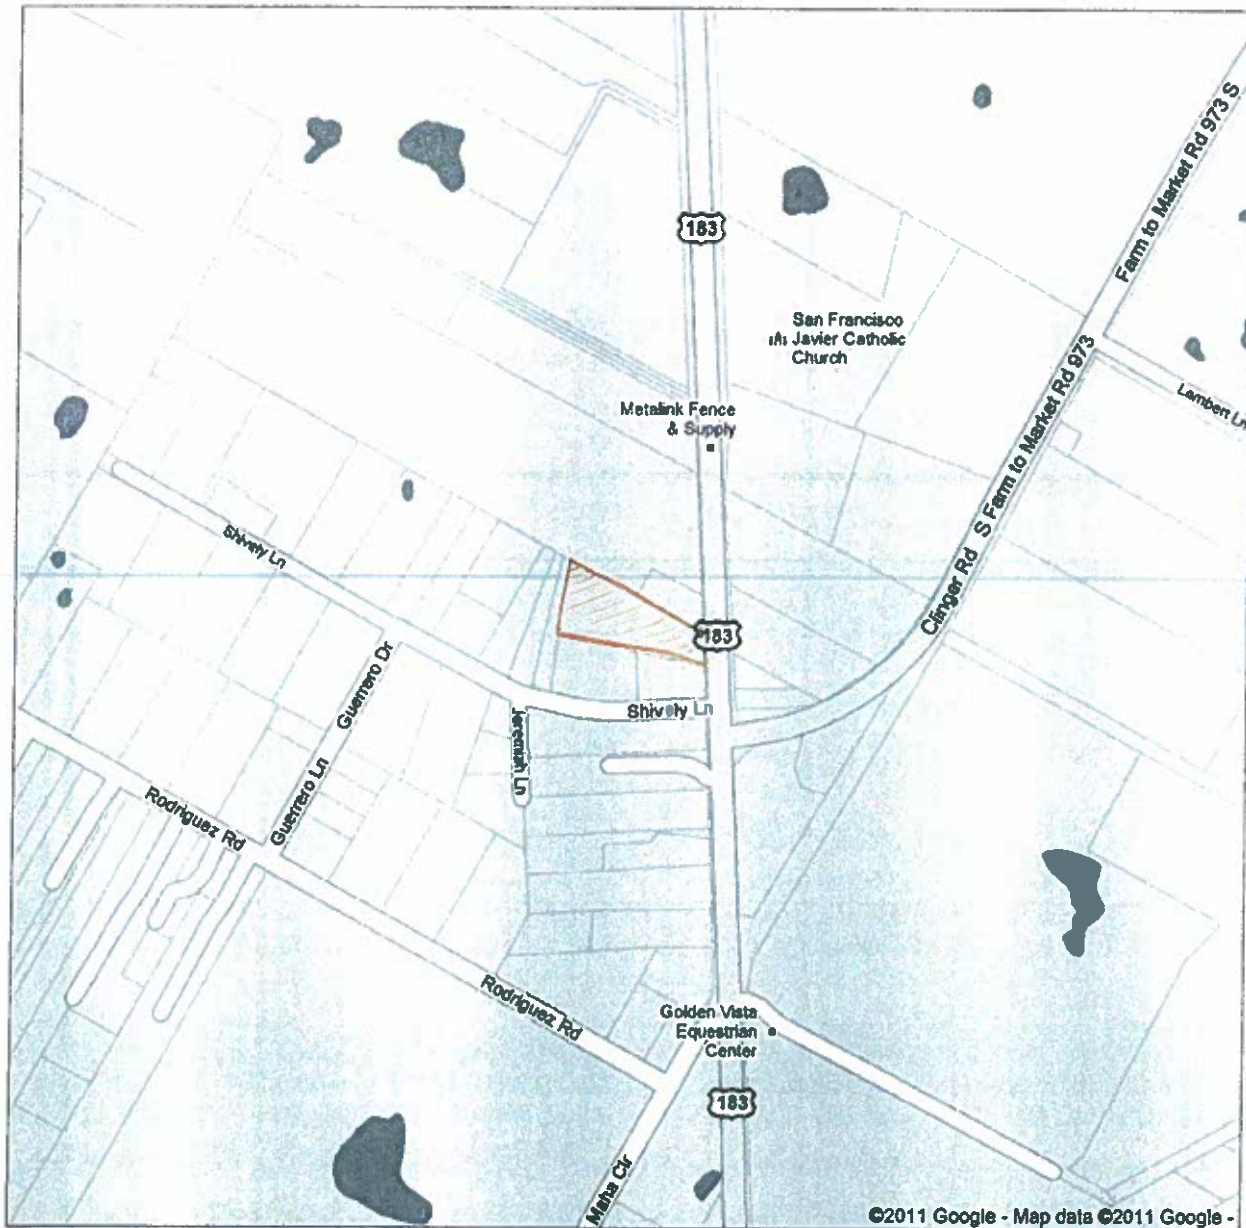 Farm to Market Rd 973 S
183
San Francisco
Javier Catholic
Church
S Farm to Market Rd 973
Lambert Ln
Metalink Fence
& Supply
Shively Ln
Clinger Rd
183
Guerrero Dr
Shively Ln
Jeremiah Ln
Guerrero Ln
Rodriguez Rd
Rodriguez Rd
Golden Vista
Equestrian
Center
183
Maha Cir
©2011 Google - Map data ©2011 Google -